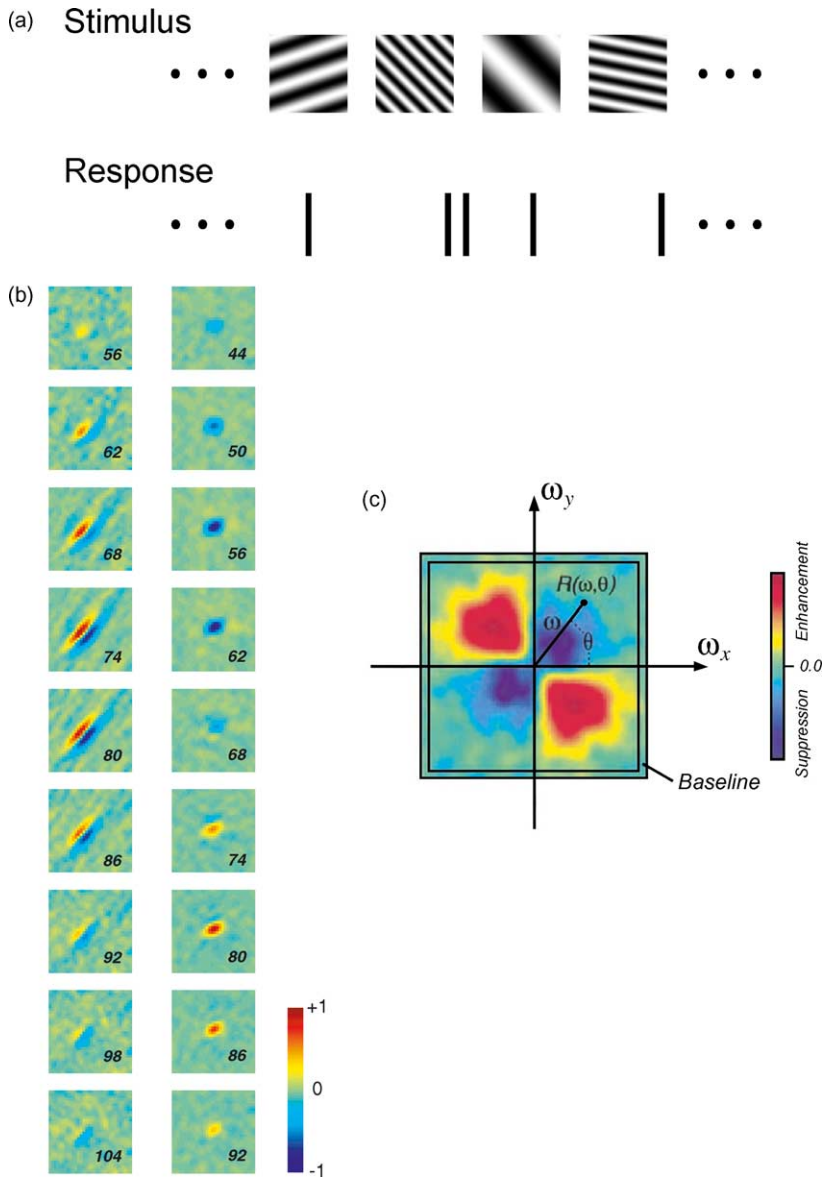 (a) Stimulus
• • • • • •
Response
• • • • • •
(b)
56 44
62 50
68 56
74 62
80 68
86 74
92 80
98 86
104 92
+1
0
-1
(c)
ωy
R(ω,θ)
ω
θ
ωx
Baseline
Enhancement
0.0
Suppression